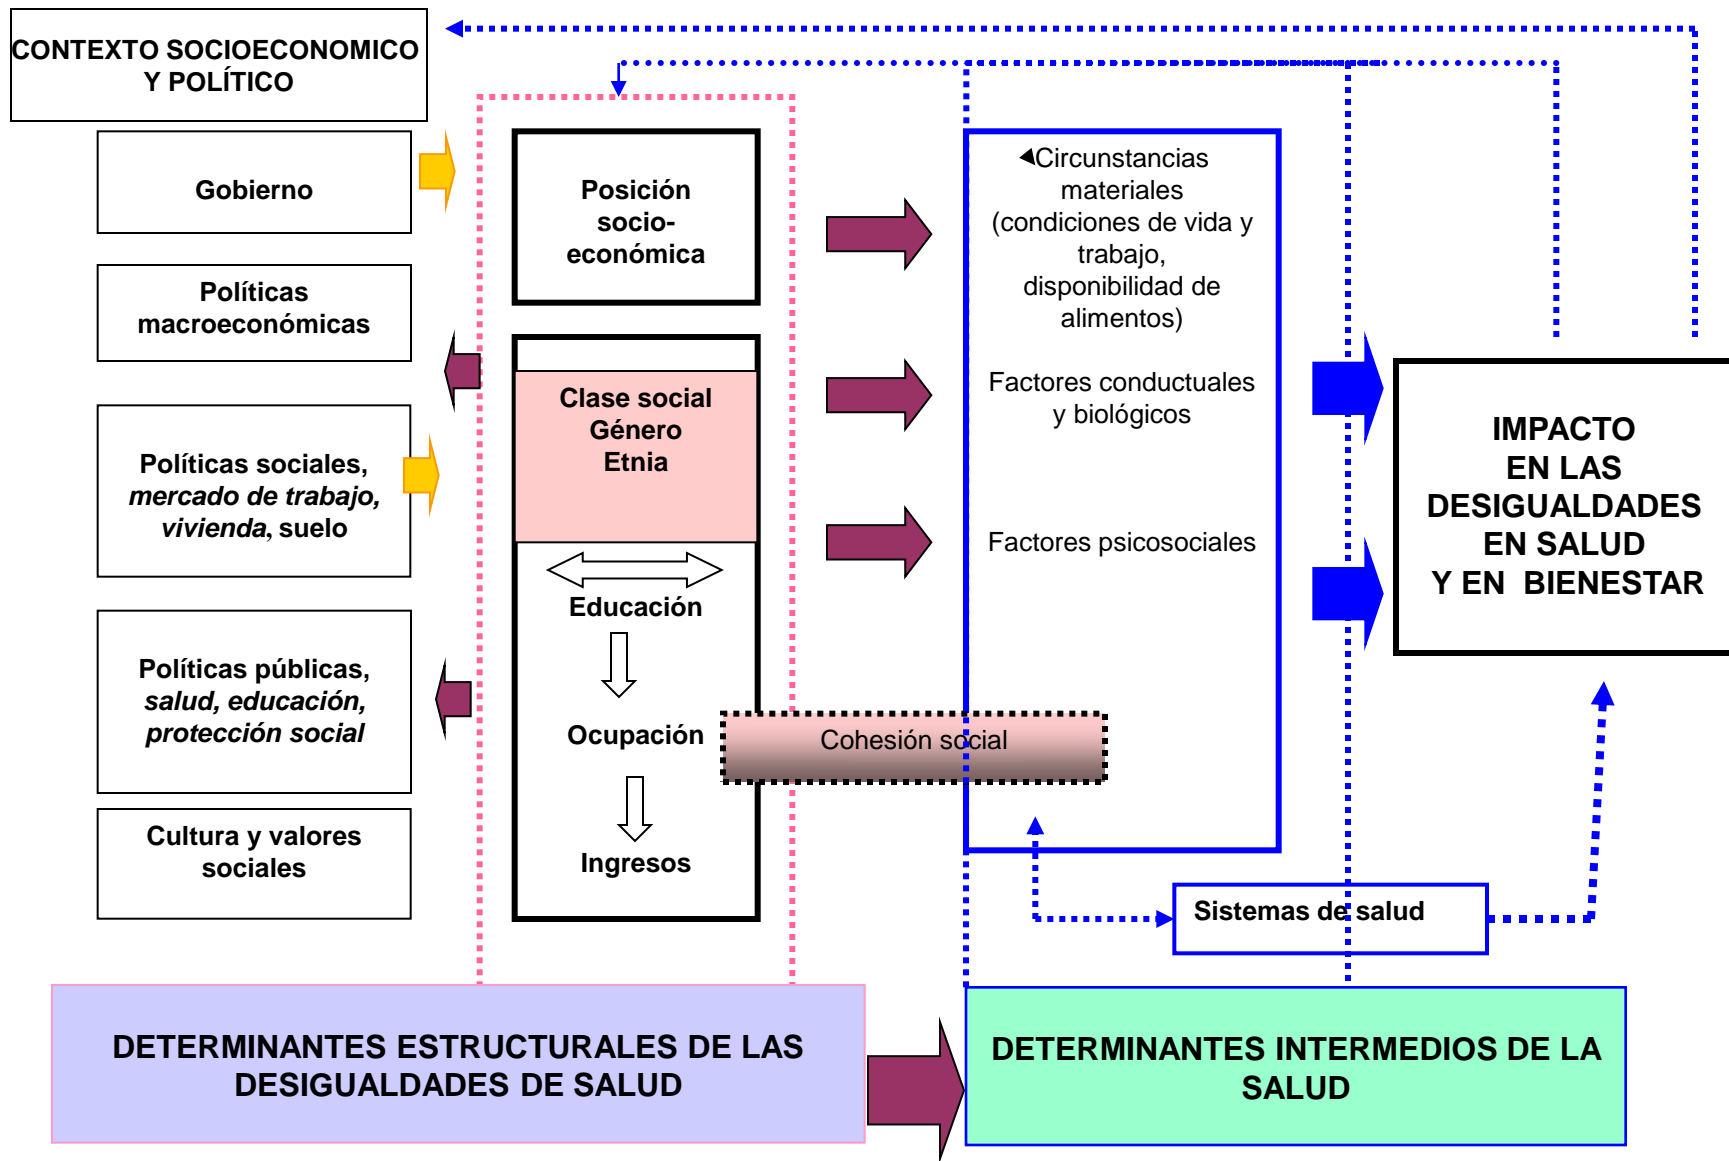 CONTEXTO SOCIOECONOMICO
Y POLÍTICO
Gobierno
Políticas
macroeconómicas
Políticas sociales,
mercado de trabajo,
vivienda, suelo
Políticas públicas,
salud, educación,
protección social
Cultura y valores
sociales
Posición
socio-
económica
Clase social
Género
Etnia
Educación
Ocupación
Ingresos
Cohesión social
Circunstancias
materiales
(condiciones de vida y
trabajo,
disponibilidad de
alimentos)
Factores conductuales
y biológicos
Factores psicosociales
Sistemas de salud
IMPACTO
EN LAS
DESIGUALDADES
EN SALUD
Y EN BIENESTAR
DETERMINANTES ESTRUCTURALES DE LAS
DESIGUALDADES DE SALUD
DETERMINANTES INTERMEDIOS DE LA
SALUD